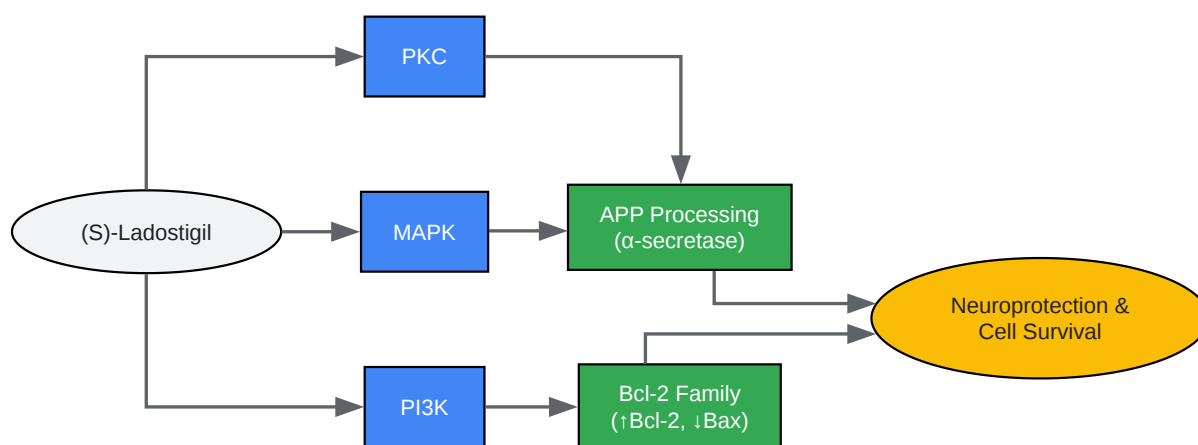 PKC
(S)-Ladostigil
MAPK
APP Processing
(α-secretase)
Neuroprotection &
Cell Survival
PI3K
Bcl-2 Family
(↑Bcl-2, ↓Bax)